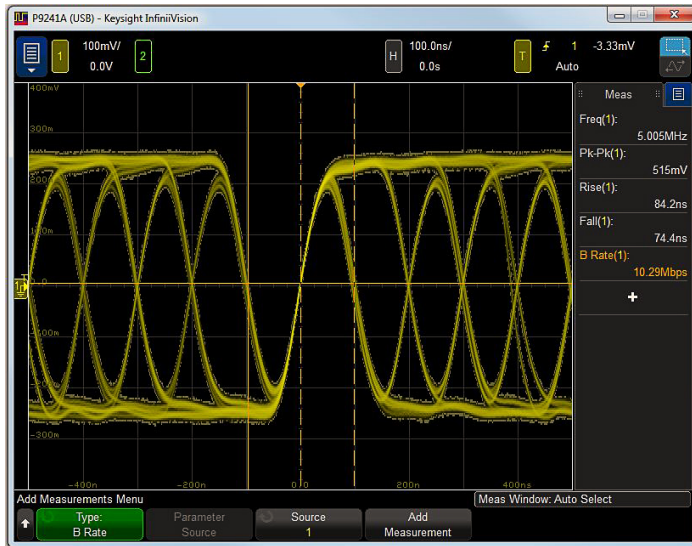 P9241A (USB) - Keysight InfiniiVision
1 100mV/ 0.0V
2
H 100.0ns/ 0.0s
T 1 -3.33mV Auto
400mV
300m
200m
100m
0.0
-100m
-200m
-300m
-400n -200n 0.0 200n 400ns
Meas
Freq(1):
5.005MHz
Pk-Pk(1):
515mV
Rise(1):
84.2ns
Fall(1):
74.4ns
B Rate(1):
10.29Mbps
Add Measurements Menu
Meas Window: Auto Select
Type:
B Rate
Parameter
Source
Source
1
Add
Measurement